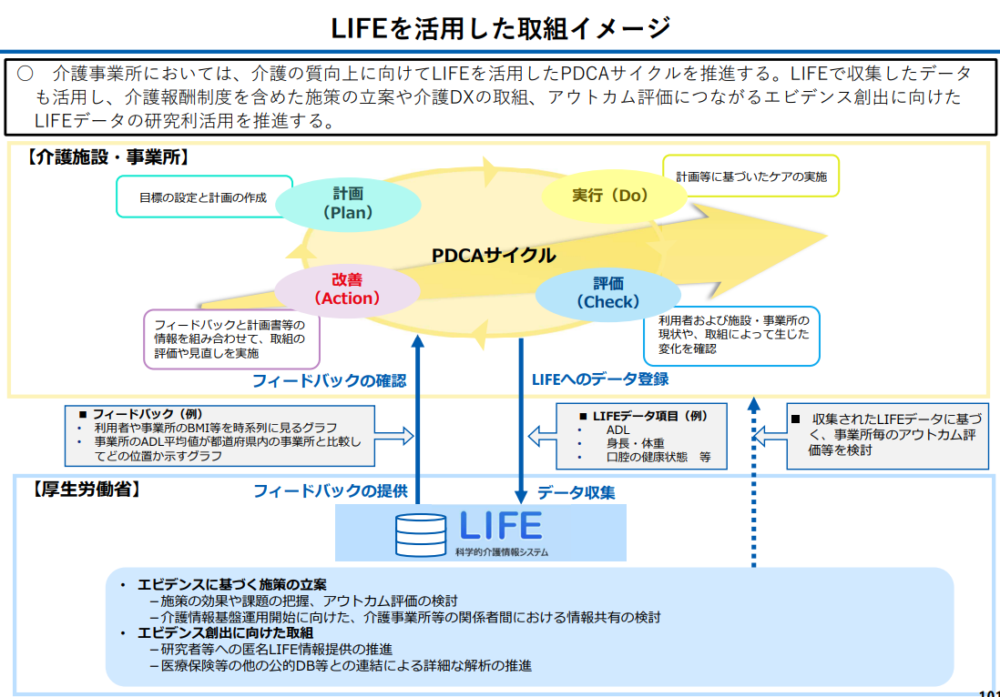 LIFEを活用した取組イメージ
○　介護事業所においては、介護の質向上に向けてLIFEを活用したPDCAサイクルを推進する。LIFEで収集したデータ
も活用し、介護報酬制度を含めた施策の立案や介護DXの取組、アウトカム評価につながるエビデンス創出に向けた
LIFEデータの研究利活用を推進する。
【介護施設・事業所】
目標の設定と計画の作成
計画
（Plan）
実行（Do）
計画等に基づいたケアの実施
PDCAサイクル
改善
（Action）
評価
（Check）
フィードバックと計画書等の
情報を組み合わせて、取組の
評価や見直しを実施
利用者および施設・事業所の
現状や、取組によって生じた
変化を確認
フィードバックの確認
LIFEへのデータ登録
■ フィードバック（例）
• 利用者や事業所のBMI等を時系列に見るグラフ
• 事業所のADL平均値が都道府県内の事業所と比較し
てどの位置か示すグラフ
■ LIFEデータ項目（例）
• ADL
• 身長・体重
• 口腔の健康状態　等
■ 収集されたLIFEデータに基づ
く、事業所毎のアウトカム評
価等を検討
【厚生労働省】
フィードバックの提供
データ収集
LIFE
科学的介護情報システム
• エビデンスに基づく施策の立案
－施策の効果や課題の把握、アウトカム評価の検討
－介護情報基盤運用開始に向けた、介護事業所等の関係者間における情報共有の検討
• エビデンス創出に向けた取組
－研究者等への匿名LIFE情報提供の推進
－医療保険等の他の公的DB等との連結による詳細な解析の推進
101